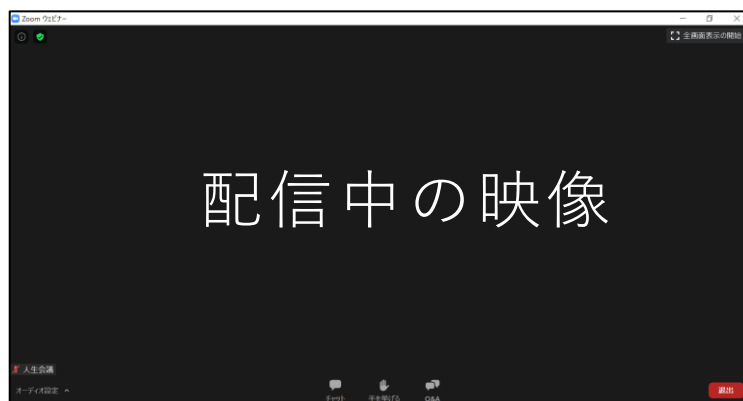 Zoom ウェビナー
全画面表示の開始
配信中の映像
人生会議
オーディオ設定
チャット
手を挙げる
Q&A
退出